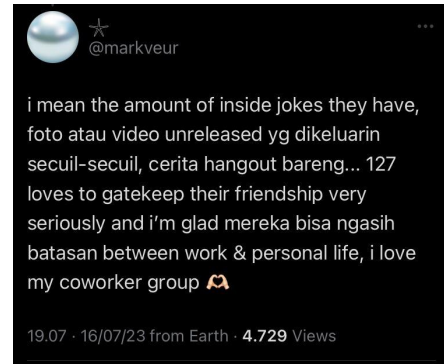 @markveur
i mean the amount of inside jokes they have,
foto atau video unreleased yg dikeluarin
secuil-secuil, cerita hangout bareng... 127
loves to gatekeep their friendship very
seriously and i'm glad mereka bisa ngasih
batasan between work & personal life, i love
my coworker group 🫶🏻
19.07 · 16/07/23 from Earth · 4.729 Views